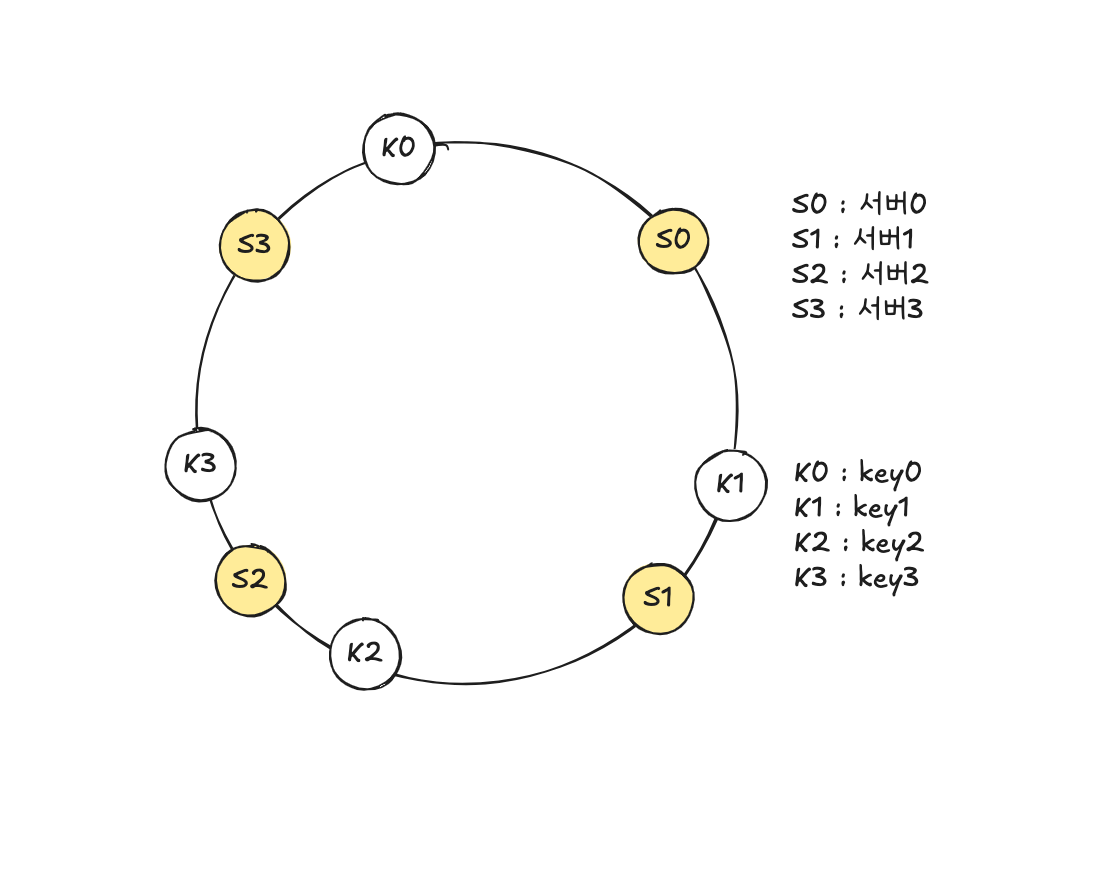 K0
S3
S0
K3
K1
S2
S1
K2
S0 : 서버0
S1 : 서버1
S2 : 서버2
S3 : 서버3
K0 : key0
K1 : key1
K2 : key2
K3 : key3